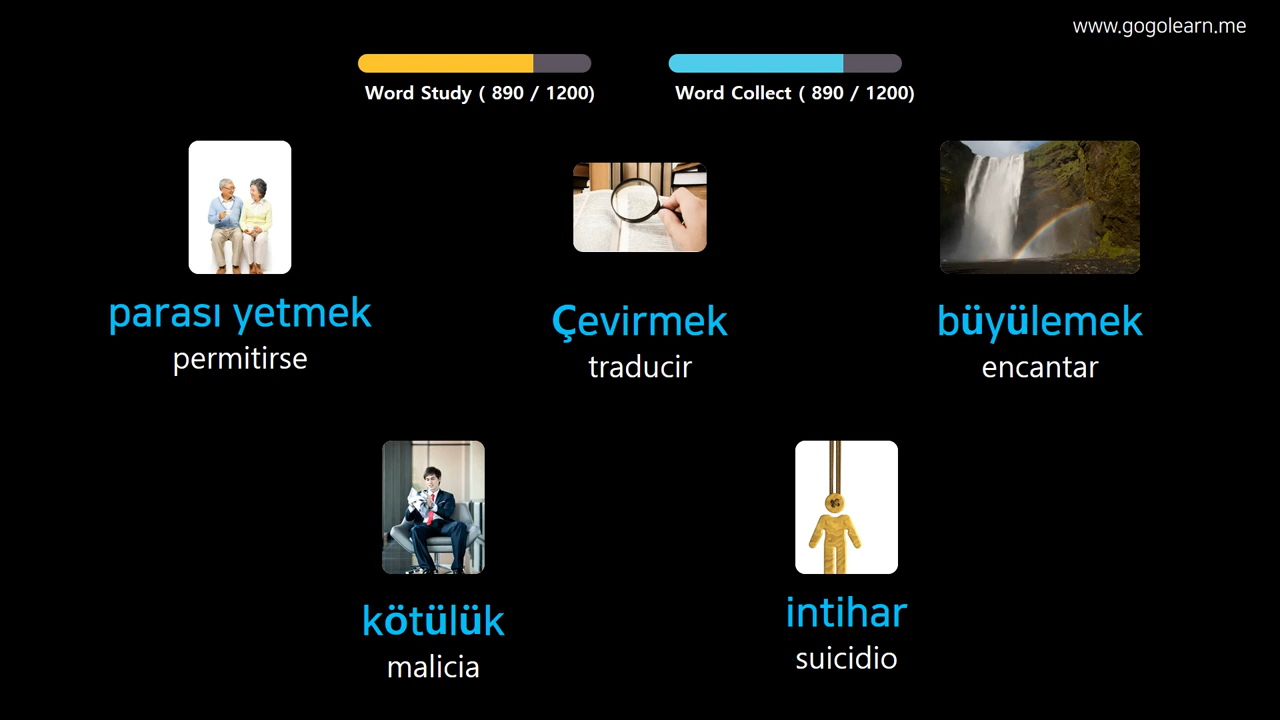 www.gogolearn.me
Word Study ( 890 / 1200)
Word Collect ( 890 / 1200)
parası yetmek
permitirse
Çevirmek
traducir
büyülemek
encantar
kötülük
malicia
intihar
suicidio